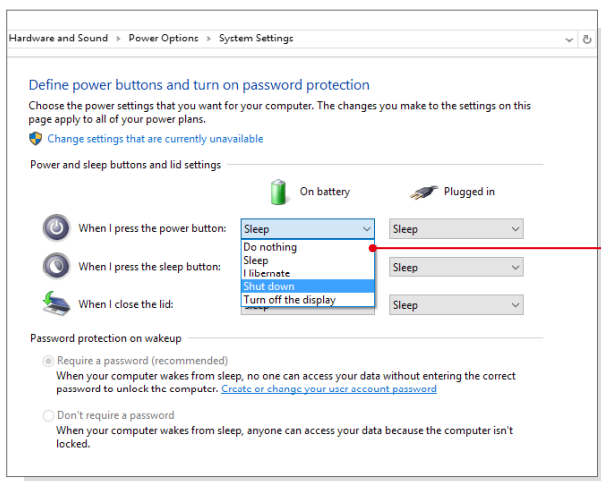 Hardware and Sound > Power Options > System Settings
Define power buttons and turn on password protection
Choose the power settings that you want for your computer. The changes you make to the settings on this
page apply to all of your power plans.
Change settings that are currently unavailable
Power and sleep buttons and lid settings
On battery Plugged in
When I press the power button: Sleep Sleep
Do nothing
Sleep
When I press the sleep button: Sleep
Hibernate
Shut down
Turn off the display
When I close the lid: Sleep Sleep
Password protection on wakeup
Require a password (recommended)
When your computer wakes from sleep, no one can access your data without entering the correct
password to unlock the computer. Create or change your user account password
Don't require a password
When your computer wakes from sleep, anyone can access your data because the computer isn't
locked.